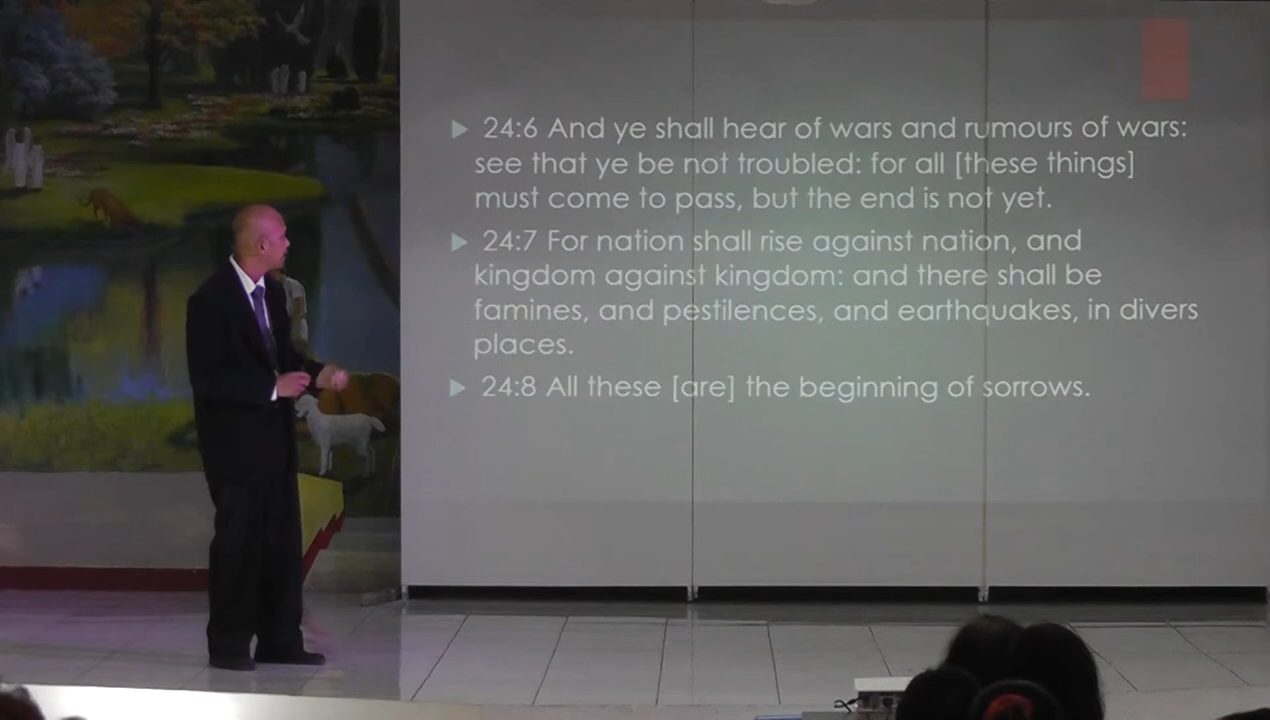 24:6 And ye shall hear of wars and rumours of wars:
see that ye be not troubled: for all [these things]
must come to pass, but the end is not yet.
24:7 For nation shall rise against nation, and
kingdom against kingdom: and there shall be
famines, and pestilences, and earthquakes, in divers
places.
24:8 All these [are] the beginning of sorrows.